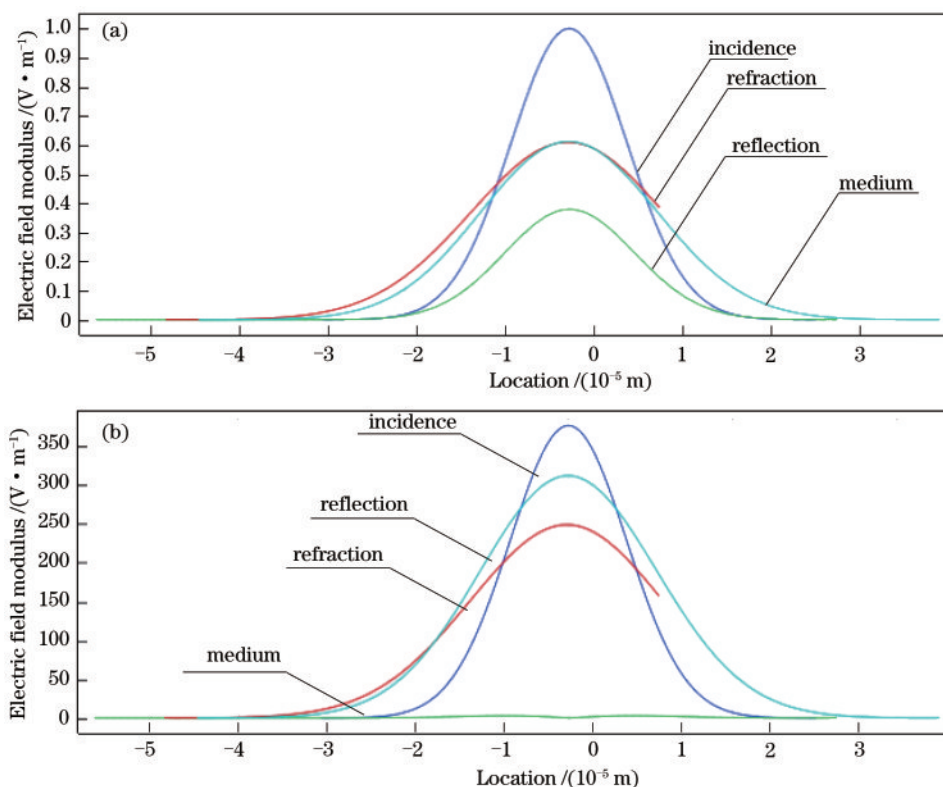 (a)
1.0
0.9
0.8
0.7
0.6
0.5
0.4
0.3
0.2
0.1
0
Electric field modulus /(V • m⁻¹)
incidence
refraction
reflection
medium
−5 −4 −3 −2 −1 0 1 2 3
Location /(10⁻⁵ m)
(b)
350
300
250
200
150
100
50
0
Electric field modulus /(V • m⁻¹)
incidence
reflection
refraction
medium
−5 −4 −3 −2 −1 0 1 2 3
Location /(10⁻⁵ m)